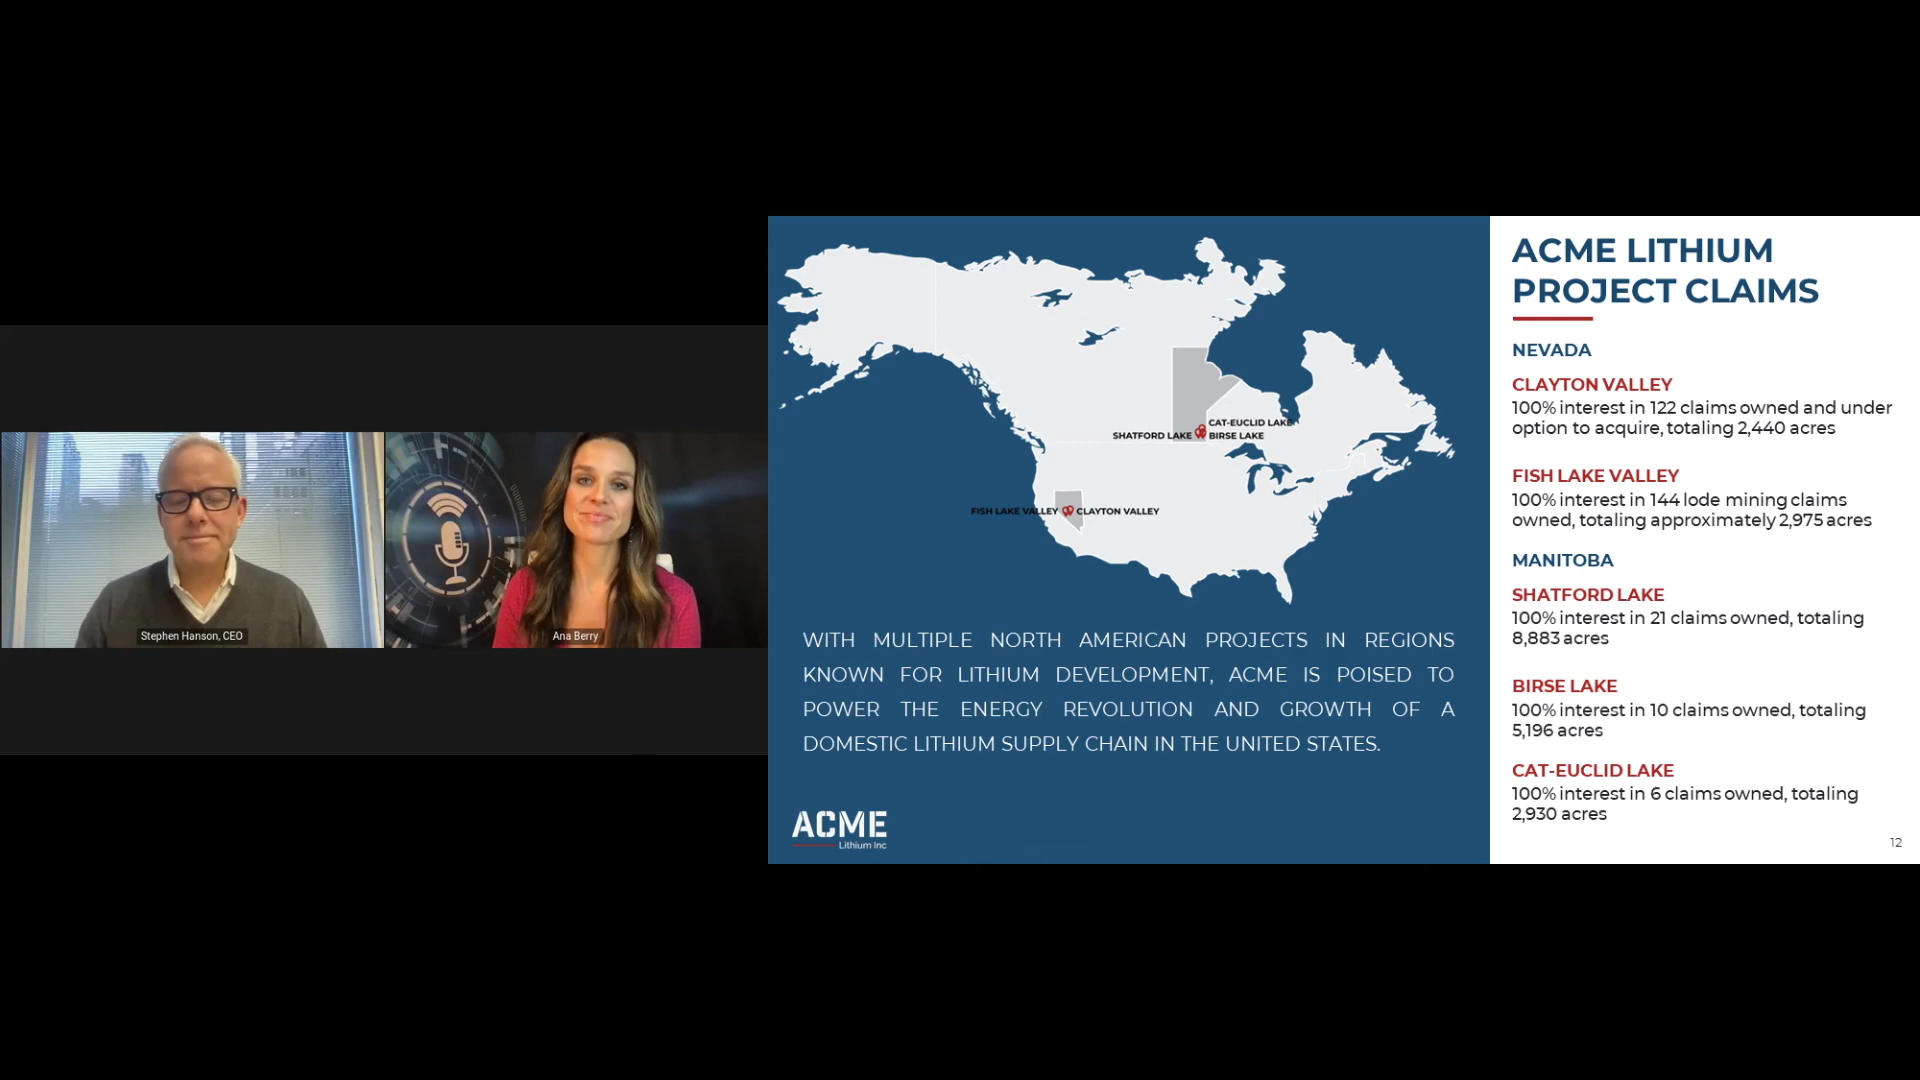 Stephen Hanson, CEO
Ana Berry
CAT-EUCLID LAKE
SHATFORD LAKE
BIRSE LAKE
FISH LAKE VALLEY
CLAYTON VALLEY
WITH MULTIPLE NORTH AMERICAN PROJECTS IN REGIONS
KNOWN FOR LITHIUM DEVELOPMENT, ACME IS POISED TO
POWER THE ENERGY REVOLUTION AND GROWTH OF A
DOMESTIC LITHIUM SUPPLY CHAIN IN THE UNITED STATES.
ACME
Lithium Inc
ACME LITHIUM
PROJECT CLAIMS
NEVADA
CLAYTON VALLEY
100% interest in 122 claims owned and under
option to acquire, totaling 2,440 acres
FISH LAKE VALLEY
100% interest in 144 lode mining claims
owned, totaling approximately 2,975 acres
MANITOBA
SHATFORD LAKE
100% interest in 21 claims owned, totaling
8,883 acres
BIRSE LAKE
100% interest in 10 claims owned, totaling
5,196 acres
CAT-EUCLID LAKE
100% interest in 6 claims owned, totaling
2,930 acres
12